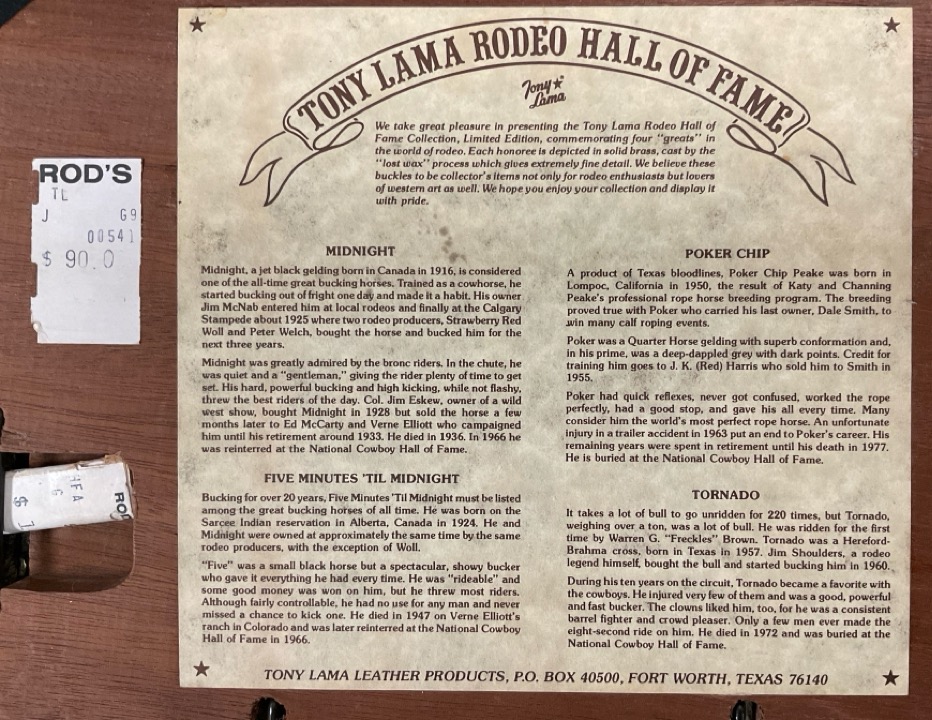 TONY LAMA RODEO HALL OF FAME
Tony
Lama
We take great pleasure in presenting the Tony Lama Rodeo Hall of
Fame Collection, Limited Edition, commemorating four "greats" in
the world of rodeo. Each honoree is depicted in solid brass, cast by the
"lost wax" process which gives extremely fine detail. We believe these
buckles to be collector's items not only for rodeo enthusiasts but lovers
of western art as well. We hope you enjoy your collection and display it
with pride.
ROD'S
TL
J G9
00541
$ 90.0
MIDNIGHT
Midnight, a jet black gelding born in Canada in 1916, is considered
one of the all-time great bucking horses. Trained as a cowhorse, he
started bucking out of fright one day and made it a habit. His owner
Jim McNab entered him at local rodeos and finally at the Calgary
Stampede about 1925 where two rodeo producers, Strawberry Red
Woll and Peter Welch, bought the horse and bucked him for the
next three years.
Midnight was greatly admired by the bronc riders. In the chute, he
was quiet and a "gentleman," giving the rider plenty of time to get
set. His hard, powerful bucking and high kicking, while not flashy,
threw the best riders of the day. Col. Jim Eskew, owner of a wild
west show, bought Midnight in 1928 but sold the horse a few
months later to Ed McCarty and Verne Elliott who campaigned
him until his retirement around 1933. He died in 1936. In 1966 he
was reinterred at the National Cowboy Hall of Fame.
FIVE MINUTES 'TIL MIDNIGHT
Bucking for over 20 years, Five Minutes 'Til Midnight must be listed
among the great bucking horses of all time. He was born on the
Sarcee Indian reservation in Alberta, Canada in 1924. He and
Midnight were owned at approximately the same time by the same
rodeo producers, with the exception of Woll.
"Five" was a small black horse but a spectacular, showy bucker
who gave it everything he had every time. He was "rideable" and
some good money was won on him, but he threw most riders.
Although fairly controllable, he had no use for any man and never
missed a chance to kick one. He died in 1947 on Verne Elliott's
ranch in Colorado and was later reinterred at the National Cowboy
Hall of Fame in 1966.
POKER CHIP
A product of Texas bloodlines, Poker Chip Peake was born in
Lompoc, California in 1950, the result of Katy and Channing
Peake's professional rope horse breeding program. The breeding
proved true with Poker who carried his last owner, Dale Smith, to
win many calf roping events.
Poker was a Quarter Horse gelding with superb conformation and,
in his prime, was a deep-dappled grey with dark points. Credit for
training him goes to J. K. (Red) Harris who sold him to Smith in
1955.
Poker had quick reflexes, never got confused, worked the rope
perfectly, had a good stop, and gave his all every time. Many
consider him the world's most perfect rope horse. An unfortunate
injury in a trailer accident in 1963 put an end to Poker's career. His
remaining years were spent in retirement until his death in 1977.
He is buried at the National Cowboy Hall of Fame.
TORNADO
It takes a lot of bull to go unridden for 220 times, but Tornado,
weighing over a ton, was a lot of bull. He was ridden for the first
time by Warren G. "Freckles" Brown. Tornado was a Hereford-
Brahma cross, born in Texas in 1957. Jim Shoulders, a rodeo
legend himself, bought the bull and started bucking him in 1960.
During his ten years on the circuit, Tornado became a favorite with
the cowboys. He injured very few of them and was a good, powerful
and fast bucker. The clowns liked him, too, for he was a consistent
barrel fighter and crowd pleaser. Only a few men ever made the
eight-second ride on him. He died in 1972 and was buried at the
National Cowboy Hall of Fame.
TONY LAMA LEATHER PRODUCTS, P.O. BOX 40500, FORT WORTH, TEXAS 76140